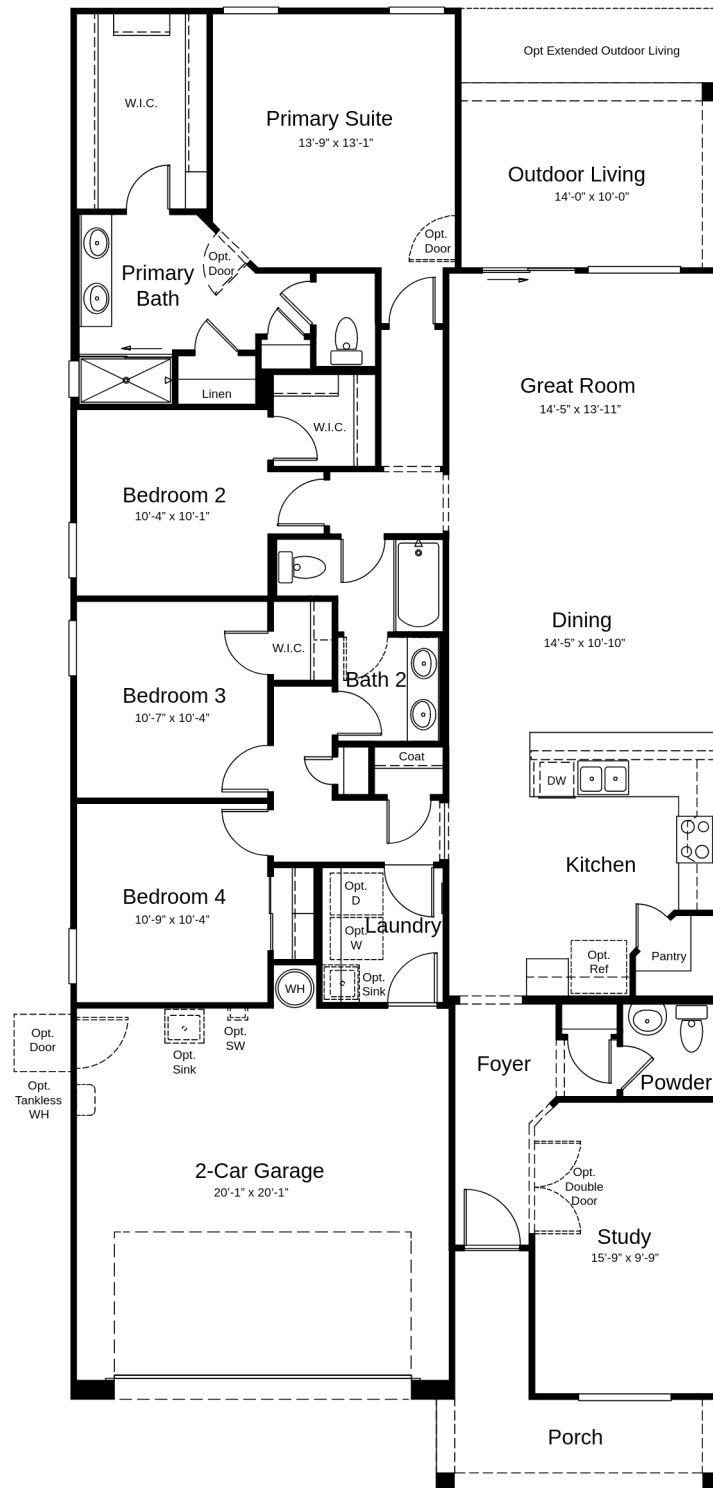 Opt Extended Outdoor Living
W.I.C.
Primary Suite
13’-9” x 13’-1”
Outdoor Living
14’-0” x 10’-0”
Opt.
Door
Opt.
Door
Primary
Bath
Linen
W.I.C.
Great Room
14’-5” x 13’-11”
Bedroom 2
10’-4” x 10’-1”
Dining
14’-5” x 10’-10”
W.I.C.
Bath 2
Bedroom 3
10’-7” x 10’-4”
Coat
DW
Kitchen
Bedroom 4
10’-9” x 10’-4”
Opt.
D
Opt.
W
Laundry
Opt.
Sink
WH
Opt.
Ref
Pantry
Opt.
Door
Opt.
Sink
Opt.
SW
Opt.
Tankless
WH
Foyer
Powder
2-Car Garage
20’-1” x 20’-1”
Opt.
Double
Door
Study
15’-9” x 9’-9”
Porch